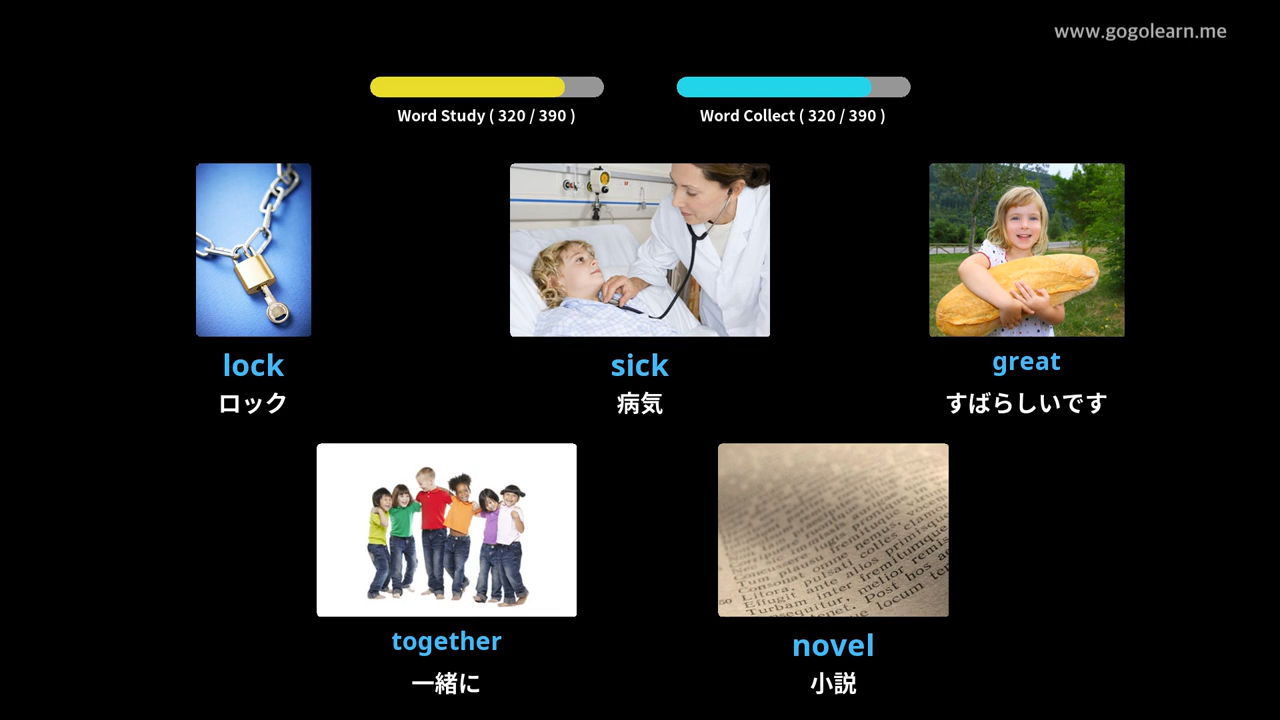 www.gogolearn.me
Word Study ( 320 / 390 )
Word Collect ( 320 / 390 )
lock
ロック
sick
病気
great
すばらしいです
together
一緒に
novel
小説